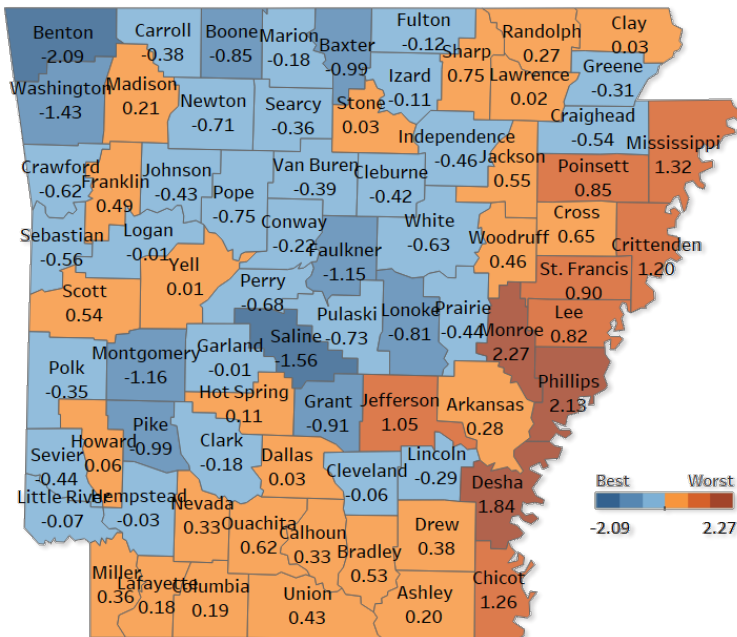 Benton
-2.09
Carroll
-0.38
Boone
-0.85
Marion
-0.18
Baxter
-0.99
Fulton
-0.12
Sharp
0.75
Randolph
0.27
Clay
0.03
Washington
-1.43
Madison
0.21
Newton
-0.71
Searcy
-0.36
Stone
0.03
Izard
-0.11
Lawrence
0.02
Greene
-0.31
Independence
-0.46
Jackson
0.55
Craighead
-0.54
Mississippi
1.32
Crawford
-0.62
Franklin
0.49
Johnson
-0.43
Pope
-0.75
Van Buren
-0.39
Cleburne
-0.42
Poinsett
0.85
Sebastian
-0.56
Logan
-0.01
Conway
-0.22
Faulkner
-1.15
White
-0.63
Woodruff
0.46
Cross
0.65
Crittenden
1.20
Scott
0.54
Yell
0.01
Perry
-0.68
Pulaski
-0.73
Lonoke
-0.81
Prairie
-0.44
St. Francis
0.90
Monroe
2.27
Lee
0.82
Polk
-0.35
Montgomery
-1.16
Garland
-0.01
Saline
-1.56
Phillips
2.13
Hot Spring
0.11
Grant
-0.91
Jefferson
1.05
Arkansas
0.28
Pike
-0.99
Clark
-0.18
Sevier
-0.44
Howard
0.06
Dallas
0.03
Cleveland
-0.06
Lincoln
-0.29
Desha
1.84
Little River
-0.07
Hempstead
-0.03
Nevada
0.33
Ouachita
0.62
Calhoun
0.33
Bradley
0.53
Drew
0.38
Miller
0.36
Lafayette
0.18
Columbia
0.19
Union
0.43
Ashley
0.20
Chicot
1.26
Best Worst
-2.09 2.27